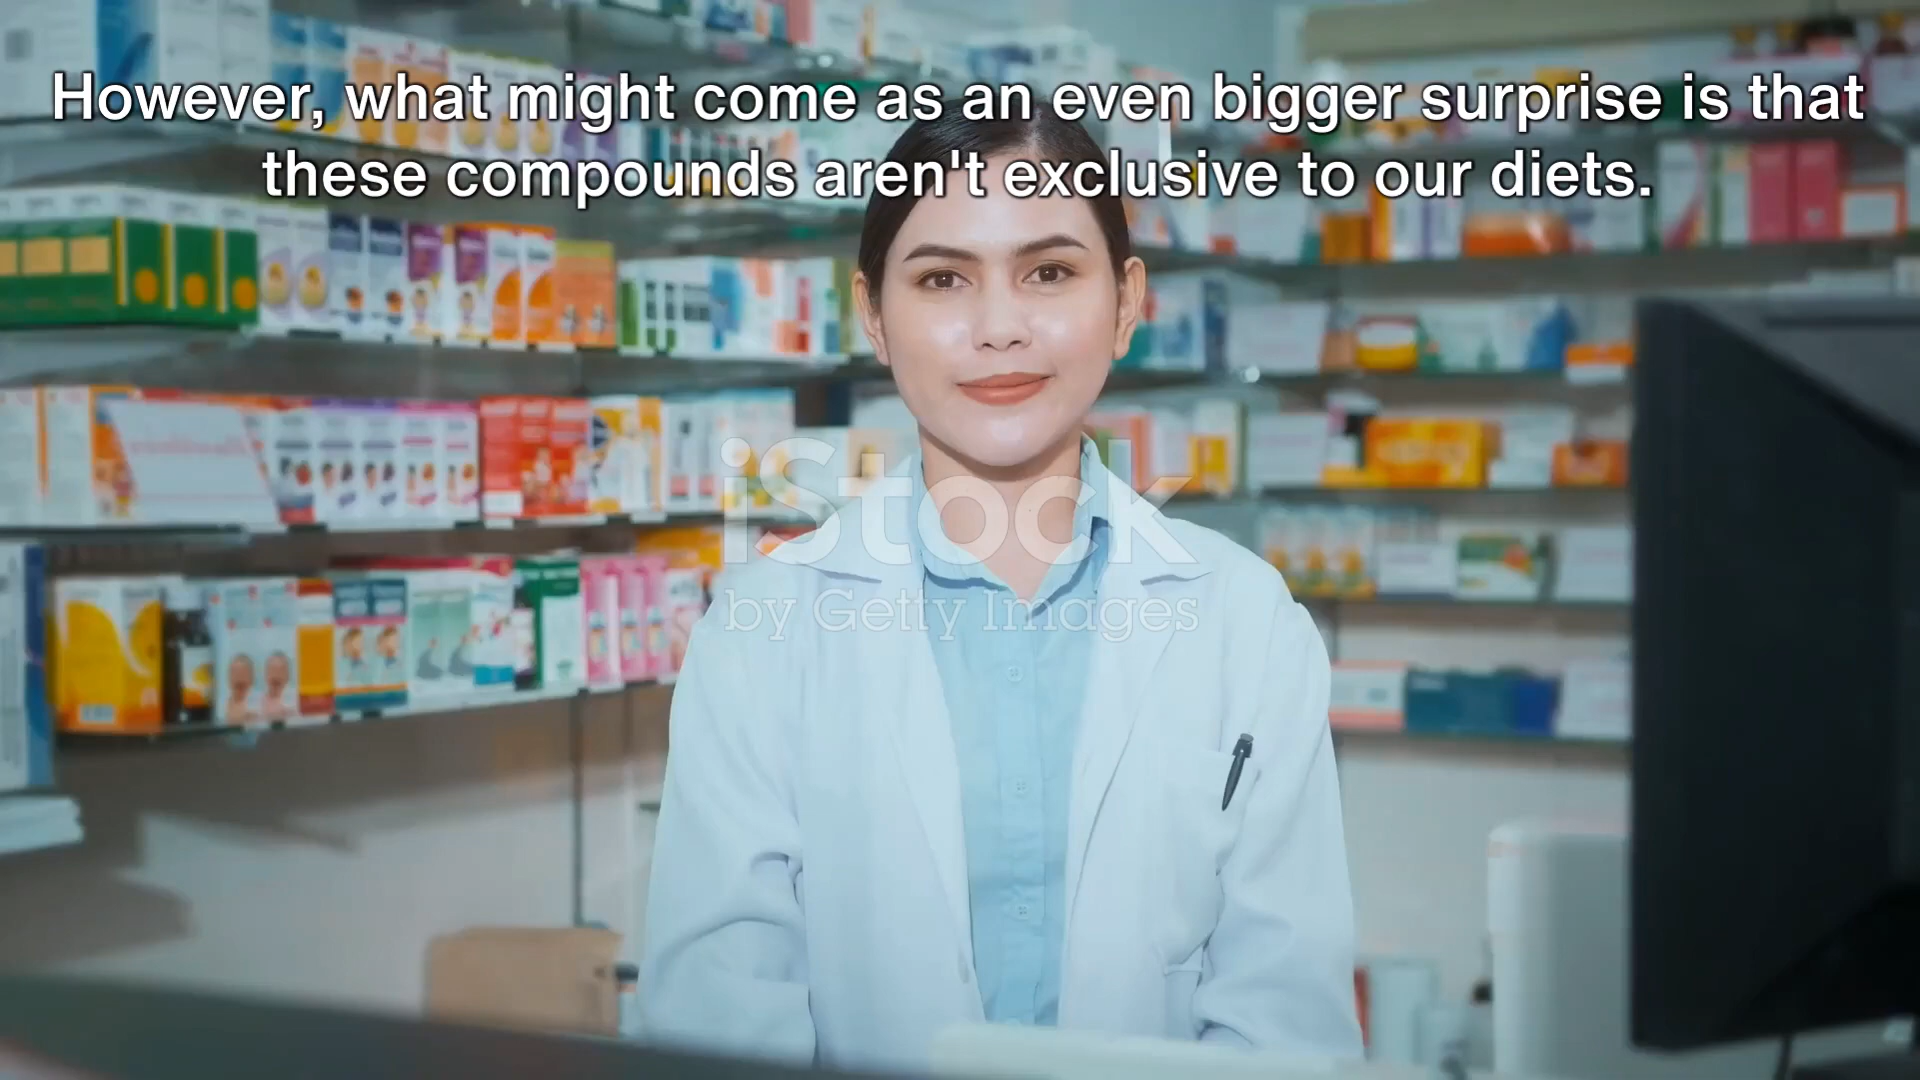 However, what might come as an even bigger surprise is that
these compounds aren't exclusive to our diets.
iStock
by Getty Images